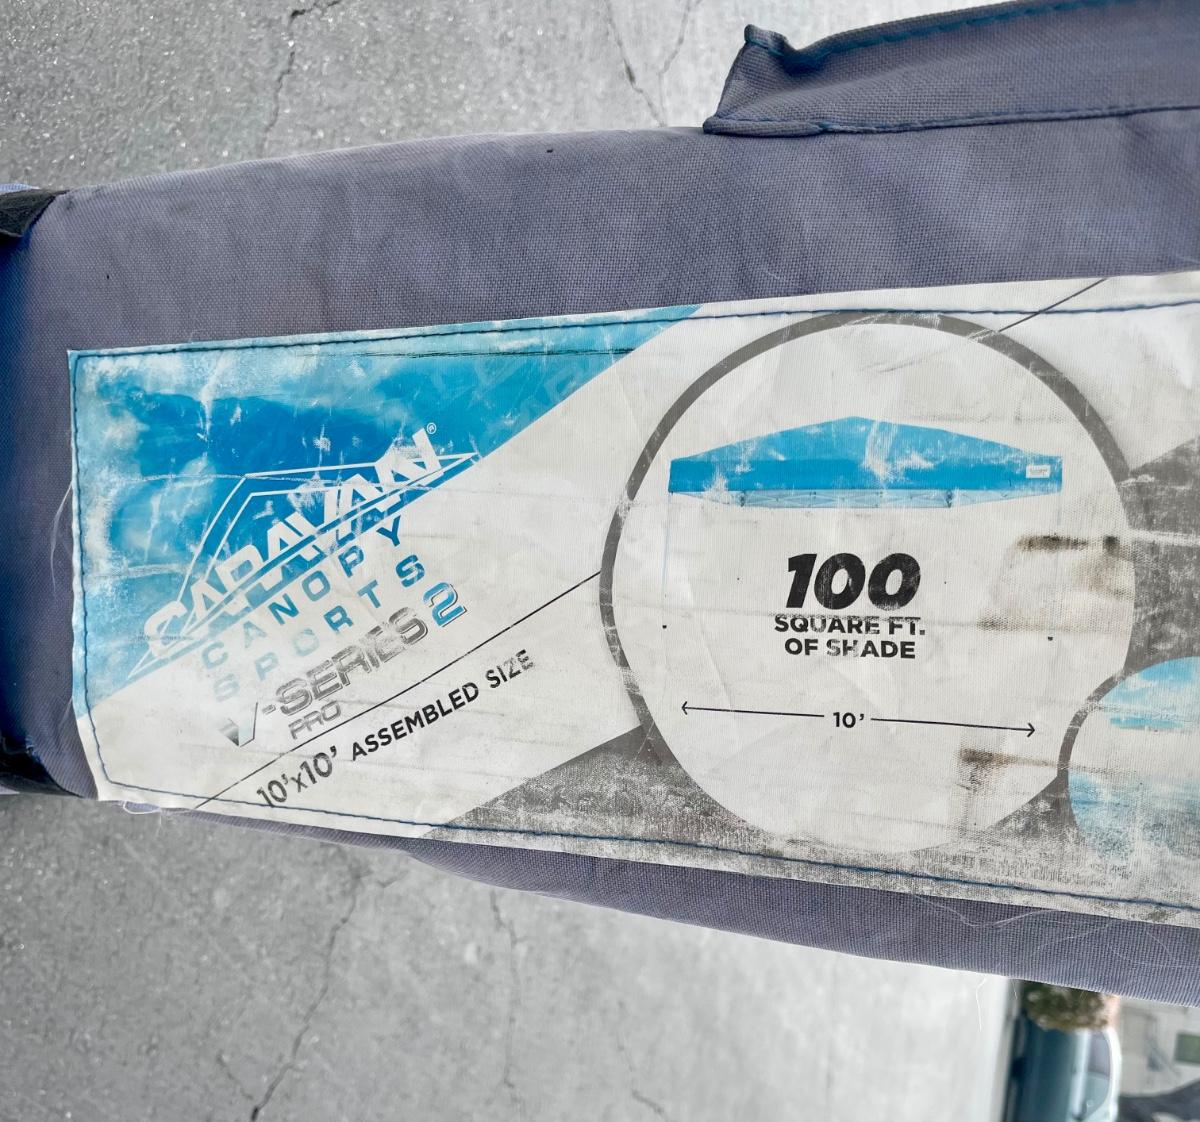 CARAVAN®
CANOPY
SPORTS
V-SERIES 2
PRO
10'x10' ASSEMBLED SIZE
100
SQUARE FT.
OF SHADE
10'